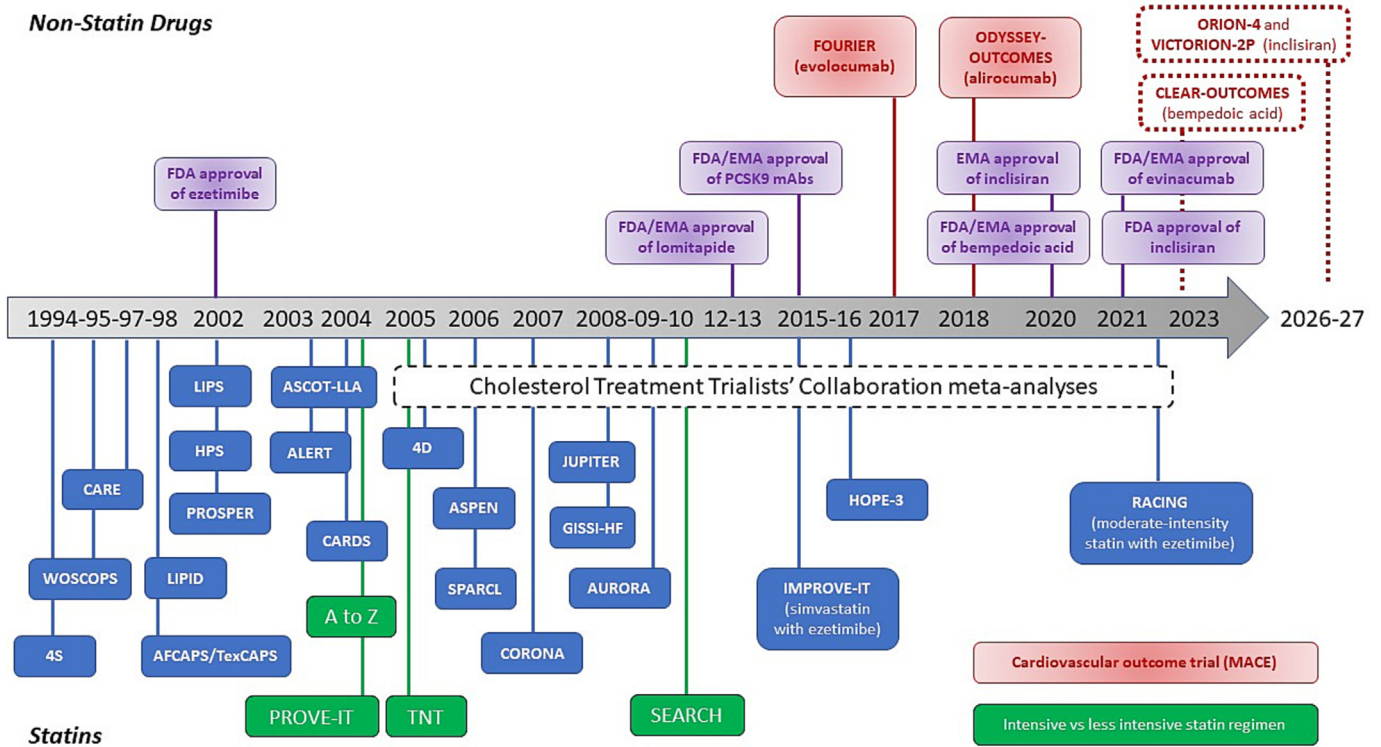 Non-Statin Drugs
ORION-4 and
VICTORION-2P (inclisiran)
FOURIER
(evolocumab)
ODYSSEY-
OUTCOMES
(alirocumab)
CLEAR-OUTCOMES
(bempedoic acid)
FDA approval
of ezetimibe
FDA/EMA approval
of PCSK9 mAbs
EMA approval
of inclisiran
FDA/EMA approval
of evinacumab
FDA/EMA approval
of lomitapide
FDA/EMA approval
of bempedoic acid
FDA approval of
inclisiran
1994-95-97-98 2002 2003 2004 2005 2006 2007 2008-09-10 12-13 2015-16 2017 2018 2020 2021 2023 2026-27
Cholesterol Treatment Trialists’ Collaboration meta-analyses
LIPS
ASCOT-LLA
HPS
ALERT
4D
JUPITER
CARE
PROSPER
ASPEN
HOPE-3
RACING
(moderate-intensity
statin with ezetimibe)
CARDS
GISSI-HF
WOSCOPS
LIPID
SPARCL
AURORA
IMPROVE-IT
(simvastatin
with ezetimibe)
A to Z
4S
AFCAPS/TexCAPS
CORONA
Cardiovascular outcome trial (MACE)
PROVE-IT
TNT
SEARCH
Intensive vs less intensive statin regimen
Statins